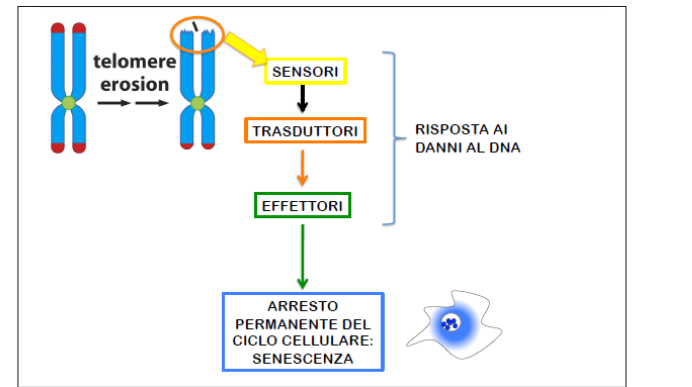 telomere
erosion
SENSORI
TRASDUTTORI
RISPOSTA AI
DANNI AL DNA
EFFETTORI
ARRESTO
PERMANENTE DEL
CICLO CELLULARE:
SENESCENZA